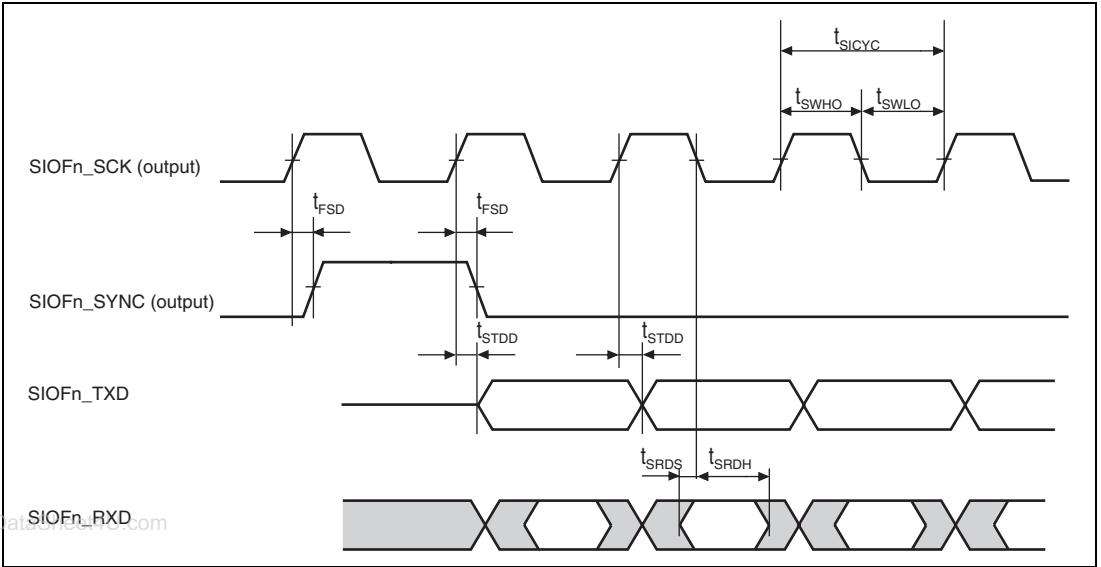 tSICYC
tSWHO tSWLO
SIOFn_SCK (output)
tFSD tFSD
SIOFn_SYNC (output)
tSTDD tSTDD
SIOFn_TXD
tSRDS tSRDH
SIOFn_RXD